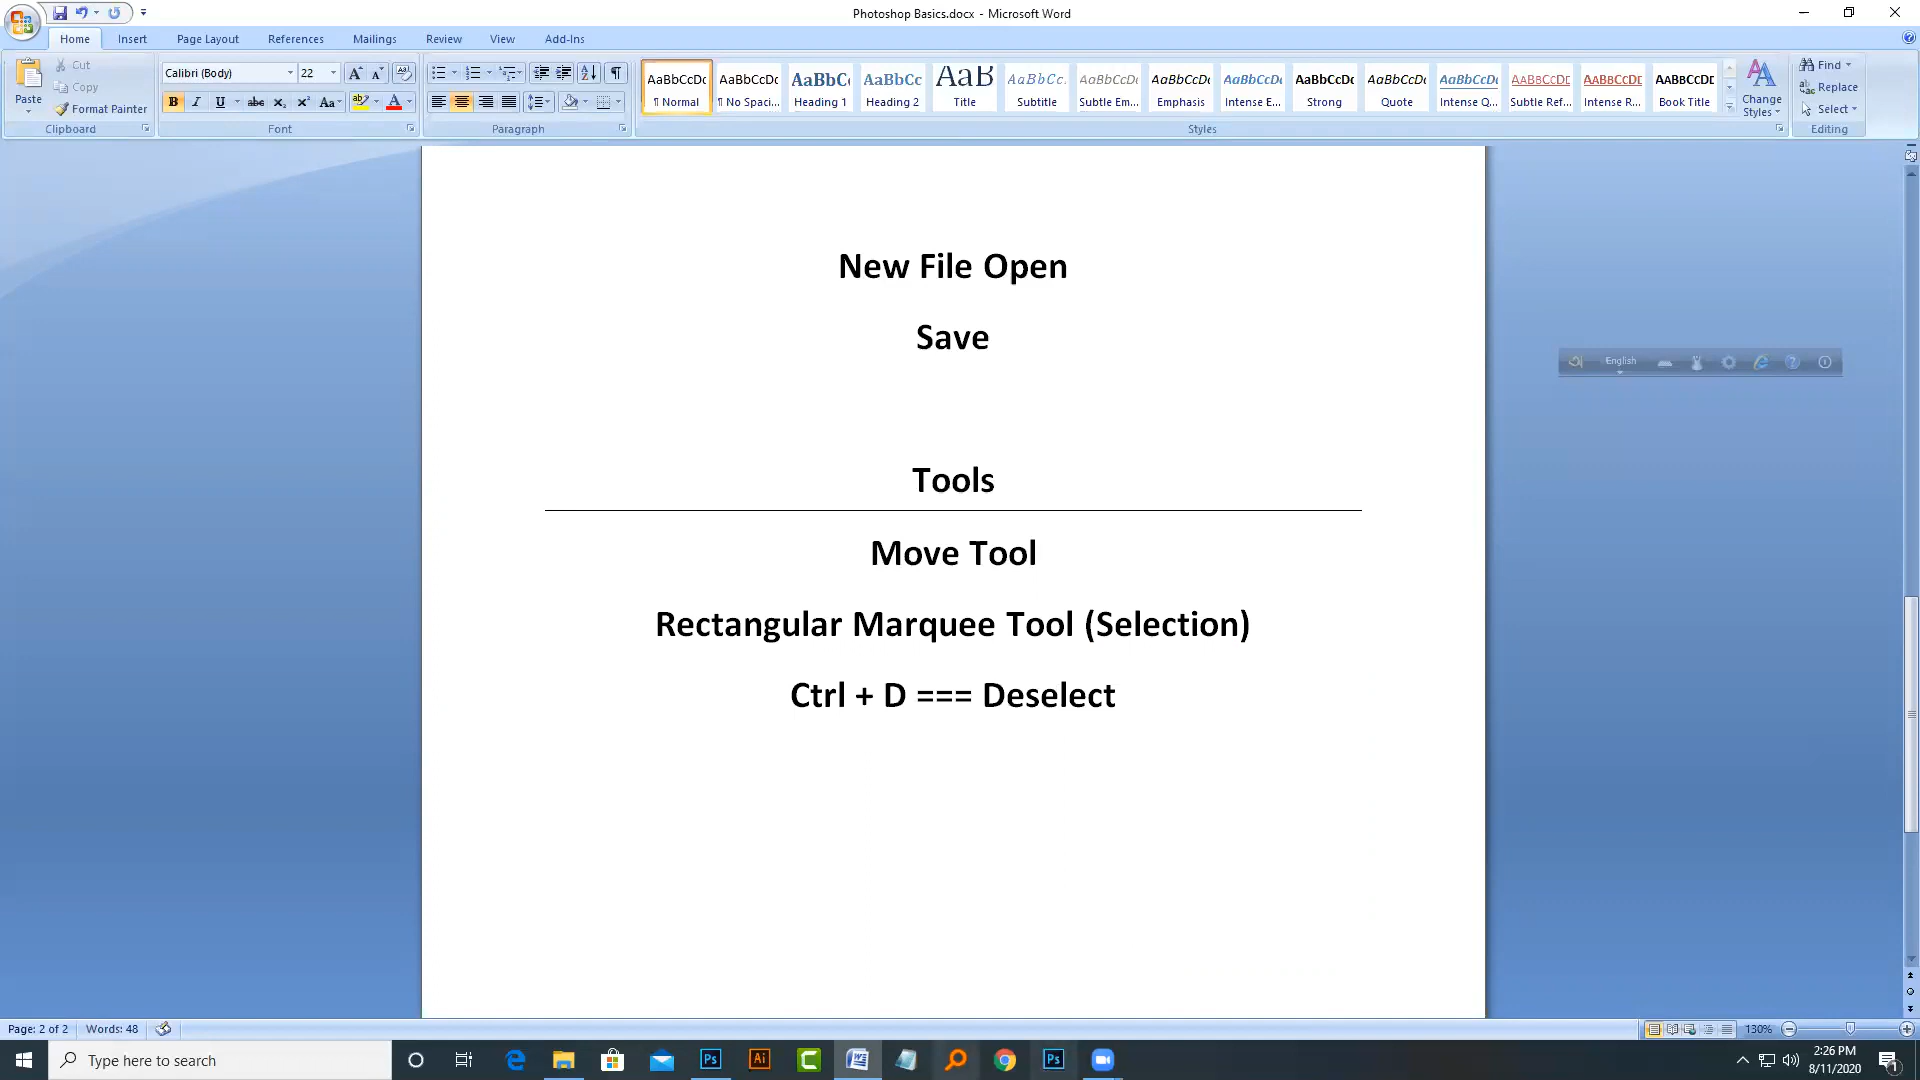 Photoshop Basics.docx - Microsoft Word
Home Insert Page Layout References Mailings Review View Add-Ins
Paste
Cut
Copy
Format Painter
Clipboard
Calibri (Body) 22
Font
Paragraph
AaBbCcDc AaBbCcDc AaBbC AaBbCc AaB AaBbCc. AaBbCcDc AaBbCcDc AaBbCcDc AaBbCcDc AaBbCcDc AaBbCcDc AABBCCDE AABBCCDE AABBCCDE
¶ Normal ¶ No Spaci... Heading 1 Heading 2 Title Subtitle Subtle Em... Emphasis Intense E... Strong Quote Intense Q... Subtle Ref... Intense R... Book Title
Change Styles
Styles
Find
Replace
Select
Editing
New File Open
Save
English
Tools
Move Tool
Rectangular Marquee Tool (Selection)
Ctrl + D === Deselect
Page: 2 of 2 Words: 48
130%
Type here to search
2:26 PM
8/11/2020